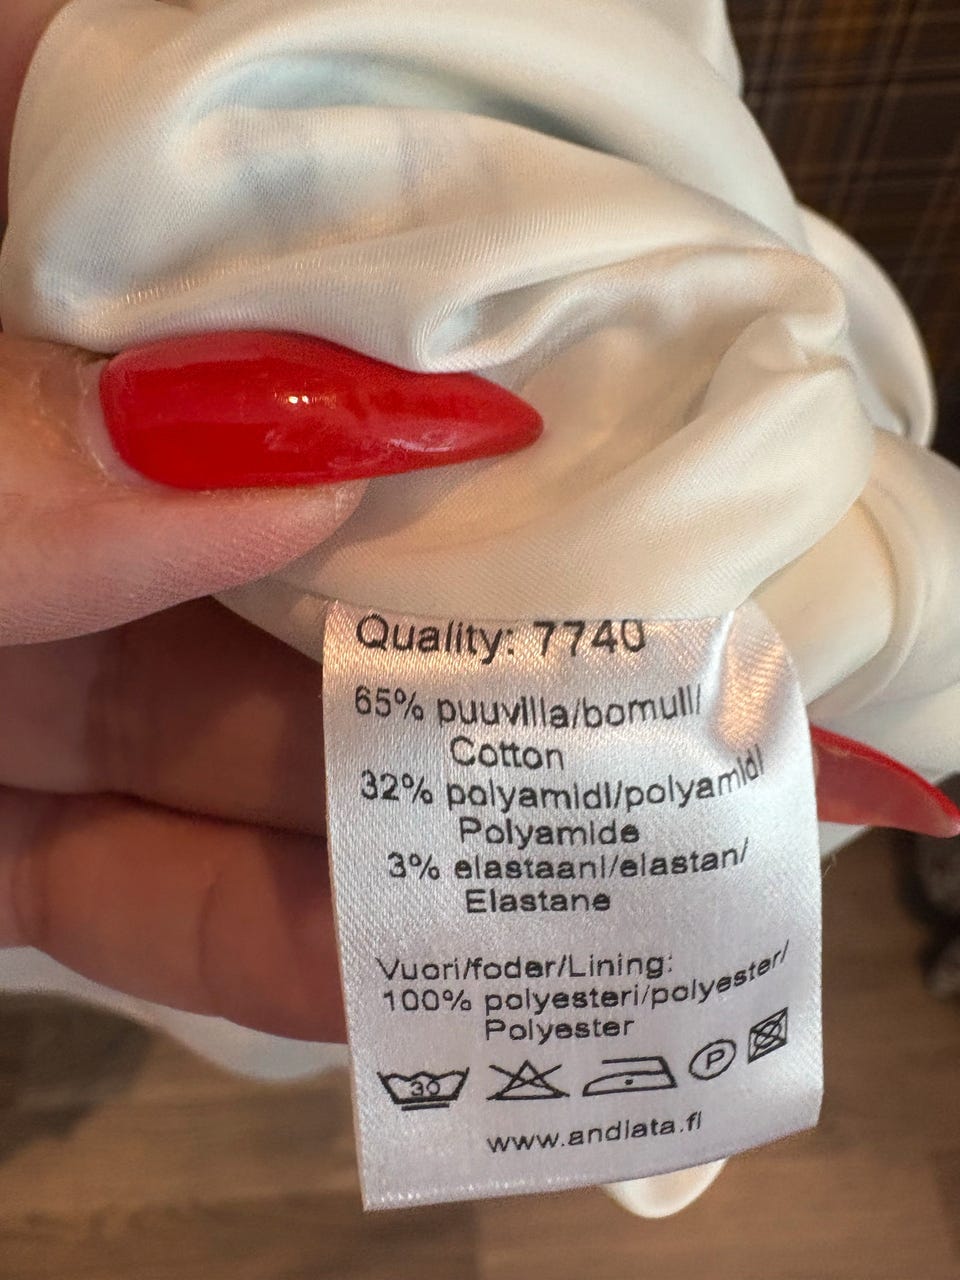 Quality: 7740
65% puuvilla/bomull/
Cotton
32% polyamidi/polyamid/
Polyamide
3% elastaani/elastan/
Elastane
Vuori/foder/Lining:
100% polyesteri/polyester/
Polyester
30 P
www.andiata.fi